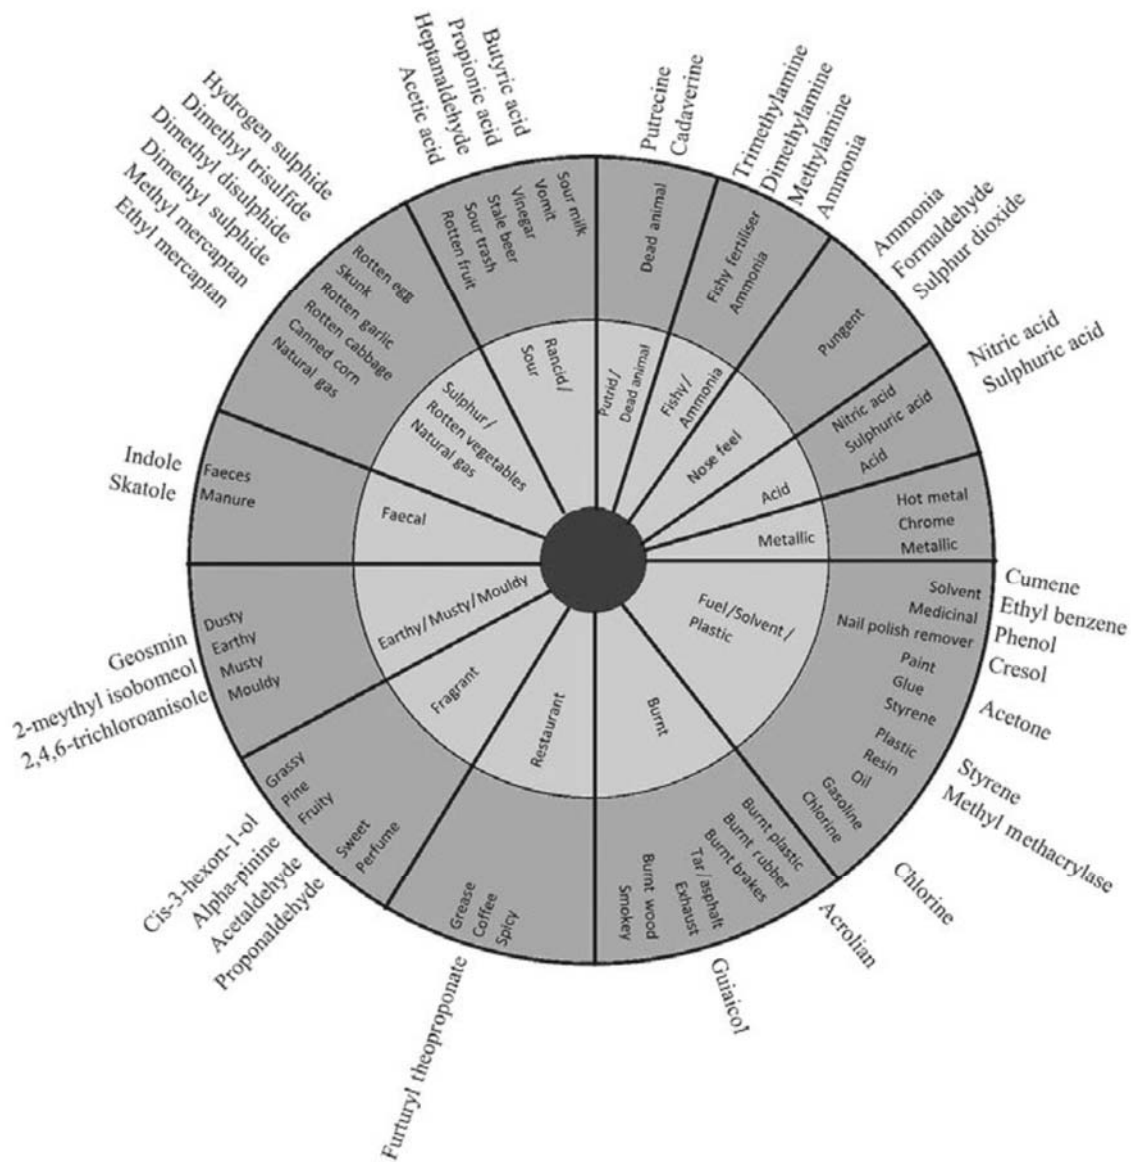 Putrecine
Cadaverine
Dead animal
Putrid/
Dead animal
Trimethylamine
Dimethylamine
Methylamine
Ammonia
Fishy fertiliser
Ammonia
Fishy/
Ammonia
Ammonia
Formaldehyde
Sulphur dioxide
Pungent
Nose feel
Nitric acid
Sulphuric acid
Nitric acid
Sulphuric acid
Acid
Acid
Hot metal
Chrome
Metallic
Metallic
Cumene
Ethyl benzene
Phenol
Cresol
Acetone
Styrene
Methyl methacrylase
Chlorine
Solvent
Medicinal
Nail polish remover
Paint
Glue
Styrene
Plastic
Resin
Oil
Gasoline
Chlorine
Fuel/Solvent/
Plastic
Acrolian
Guiaicol
Burnt plastic
Burnt rubber
Burnt brakes
Tar/asphalt
Exhaust
Burnt wood
Smokey
Burnt
Furturyl theoproponate
Grease
Coffee
Spicy
Restaurant
Cis-3-hexon-1-ol
Alpha-pinine
Acetaldehyde
Proponaldehyde
Grassy
Pine
Fruity
Sweet
Perfume
Fragrant
Geosmin
2-meythyl isobomeol
2,4,6-trichloroanisole
Dusty
Earthy
Musty
Mouldy
Earthy/Musty/Mouldy
Indole
Skatole
Faeces
Manure
Faecal
Hydrogen sulphide
Dimethyl trisulfide
Dimethyl disulphide
Dimethyl sulphide
Methyl mercaptan
Ethyl mercaptan
Rotten egg
Skunk
Rotten garlic
Rotten cabbage
Canned corn
Natural gas
Sulphur/
Rotten vegetables
Natural gas
Butyric acid
Propionic acid
Heptanaldehyde
Acetic acid
Sour milk
Vomit
Vinegar
Stale beer
Sour trash
Rotten fruit
Rancid/
Sour